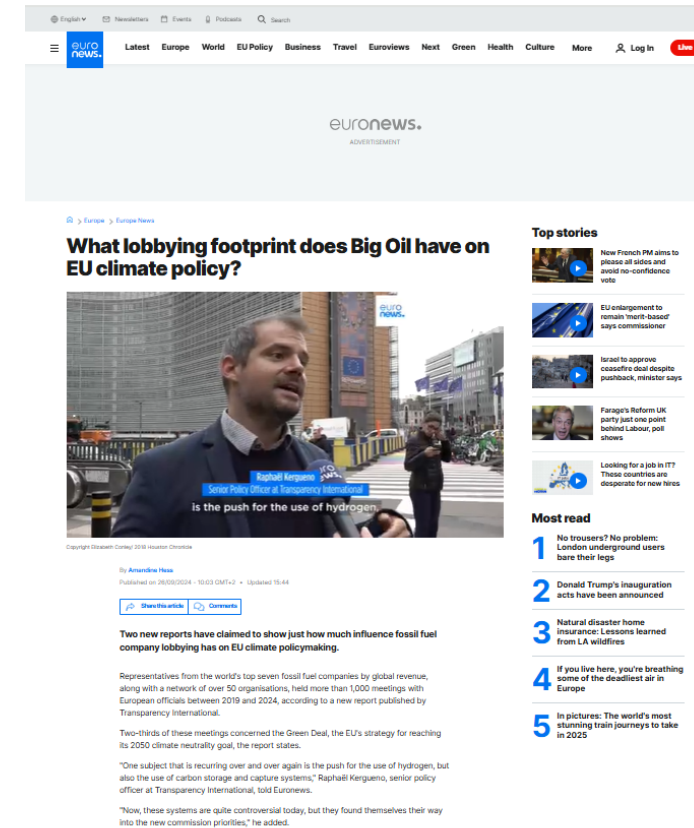 English
Newsletters
Events
Podcasts
Search
euro
news.
Latest
Europe
World
EU Policy
Business
Travel
Euroviews
Next
Green
Health
Culture
More
Log In
Live
euronews.
ADVERTISEMENT
Europe
Europe News
What lobbying footprint does Big Oil have on
EU climate policy?
euro
news.
Raphaël Kergueno
Senior Policy Officer at Transparency International
is the push for the use of hydrogen,
Copyright Elizabeth Conley/ 2018 Houston Chronicle
By Amandine Hess
Published on 26/09/2024 - 10:03 GMT+2 • Updated 15:44
Share this article
Comments
Two new reports have claimed to show just how much influence fossil fuel
company lobbying has on EU climate policymaking.
Representatives from the world's top seven fossil fuel companies by global revenue,
along with a network of over 50 organisations, held more than 1,000 meetings with
European officials between 2019 and 2024, according to a new report published by
Transparency International.
Two-thirds of these meetings concerned the Green Deal, the EU's strategy for reaching
its 2050 climate neutrality goal, the report states.
"One subject that is recurring over and over again is the push for the use of hydrogen, but
also the use of carbon storage and capture systems," Raphaël Kergueno, senior policy
officer at Transparency International, told Euronews.
"Now, these systems are quite controversial today, but they found themselves their way
into the new commission priorities," he added.
Top stories
New French PM aims to
please all sides and
avoid no-confidence
vote
EU enlargement to
remain 'merit-based'
says commissioner
Israel to approve
ceasefire deal despite
pushback, minister says
Farage's Reform UK
party just one point
behind Labour, poll
shows
Looking for a job in IT?
These countries are
desperate for new hires
Most read
1
No trousers? No problem:
London underground users
bare their legs
2
Donald Trump's inauguration
acts have been announced
3
Natural disaster home
insurance: Lessons learned
from LA wildfires
4
If you live here, you're breathing
some of the deadliest air in
Europe
5
In pictures: The world's most
stunning train journeys to take
in 2025